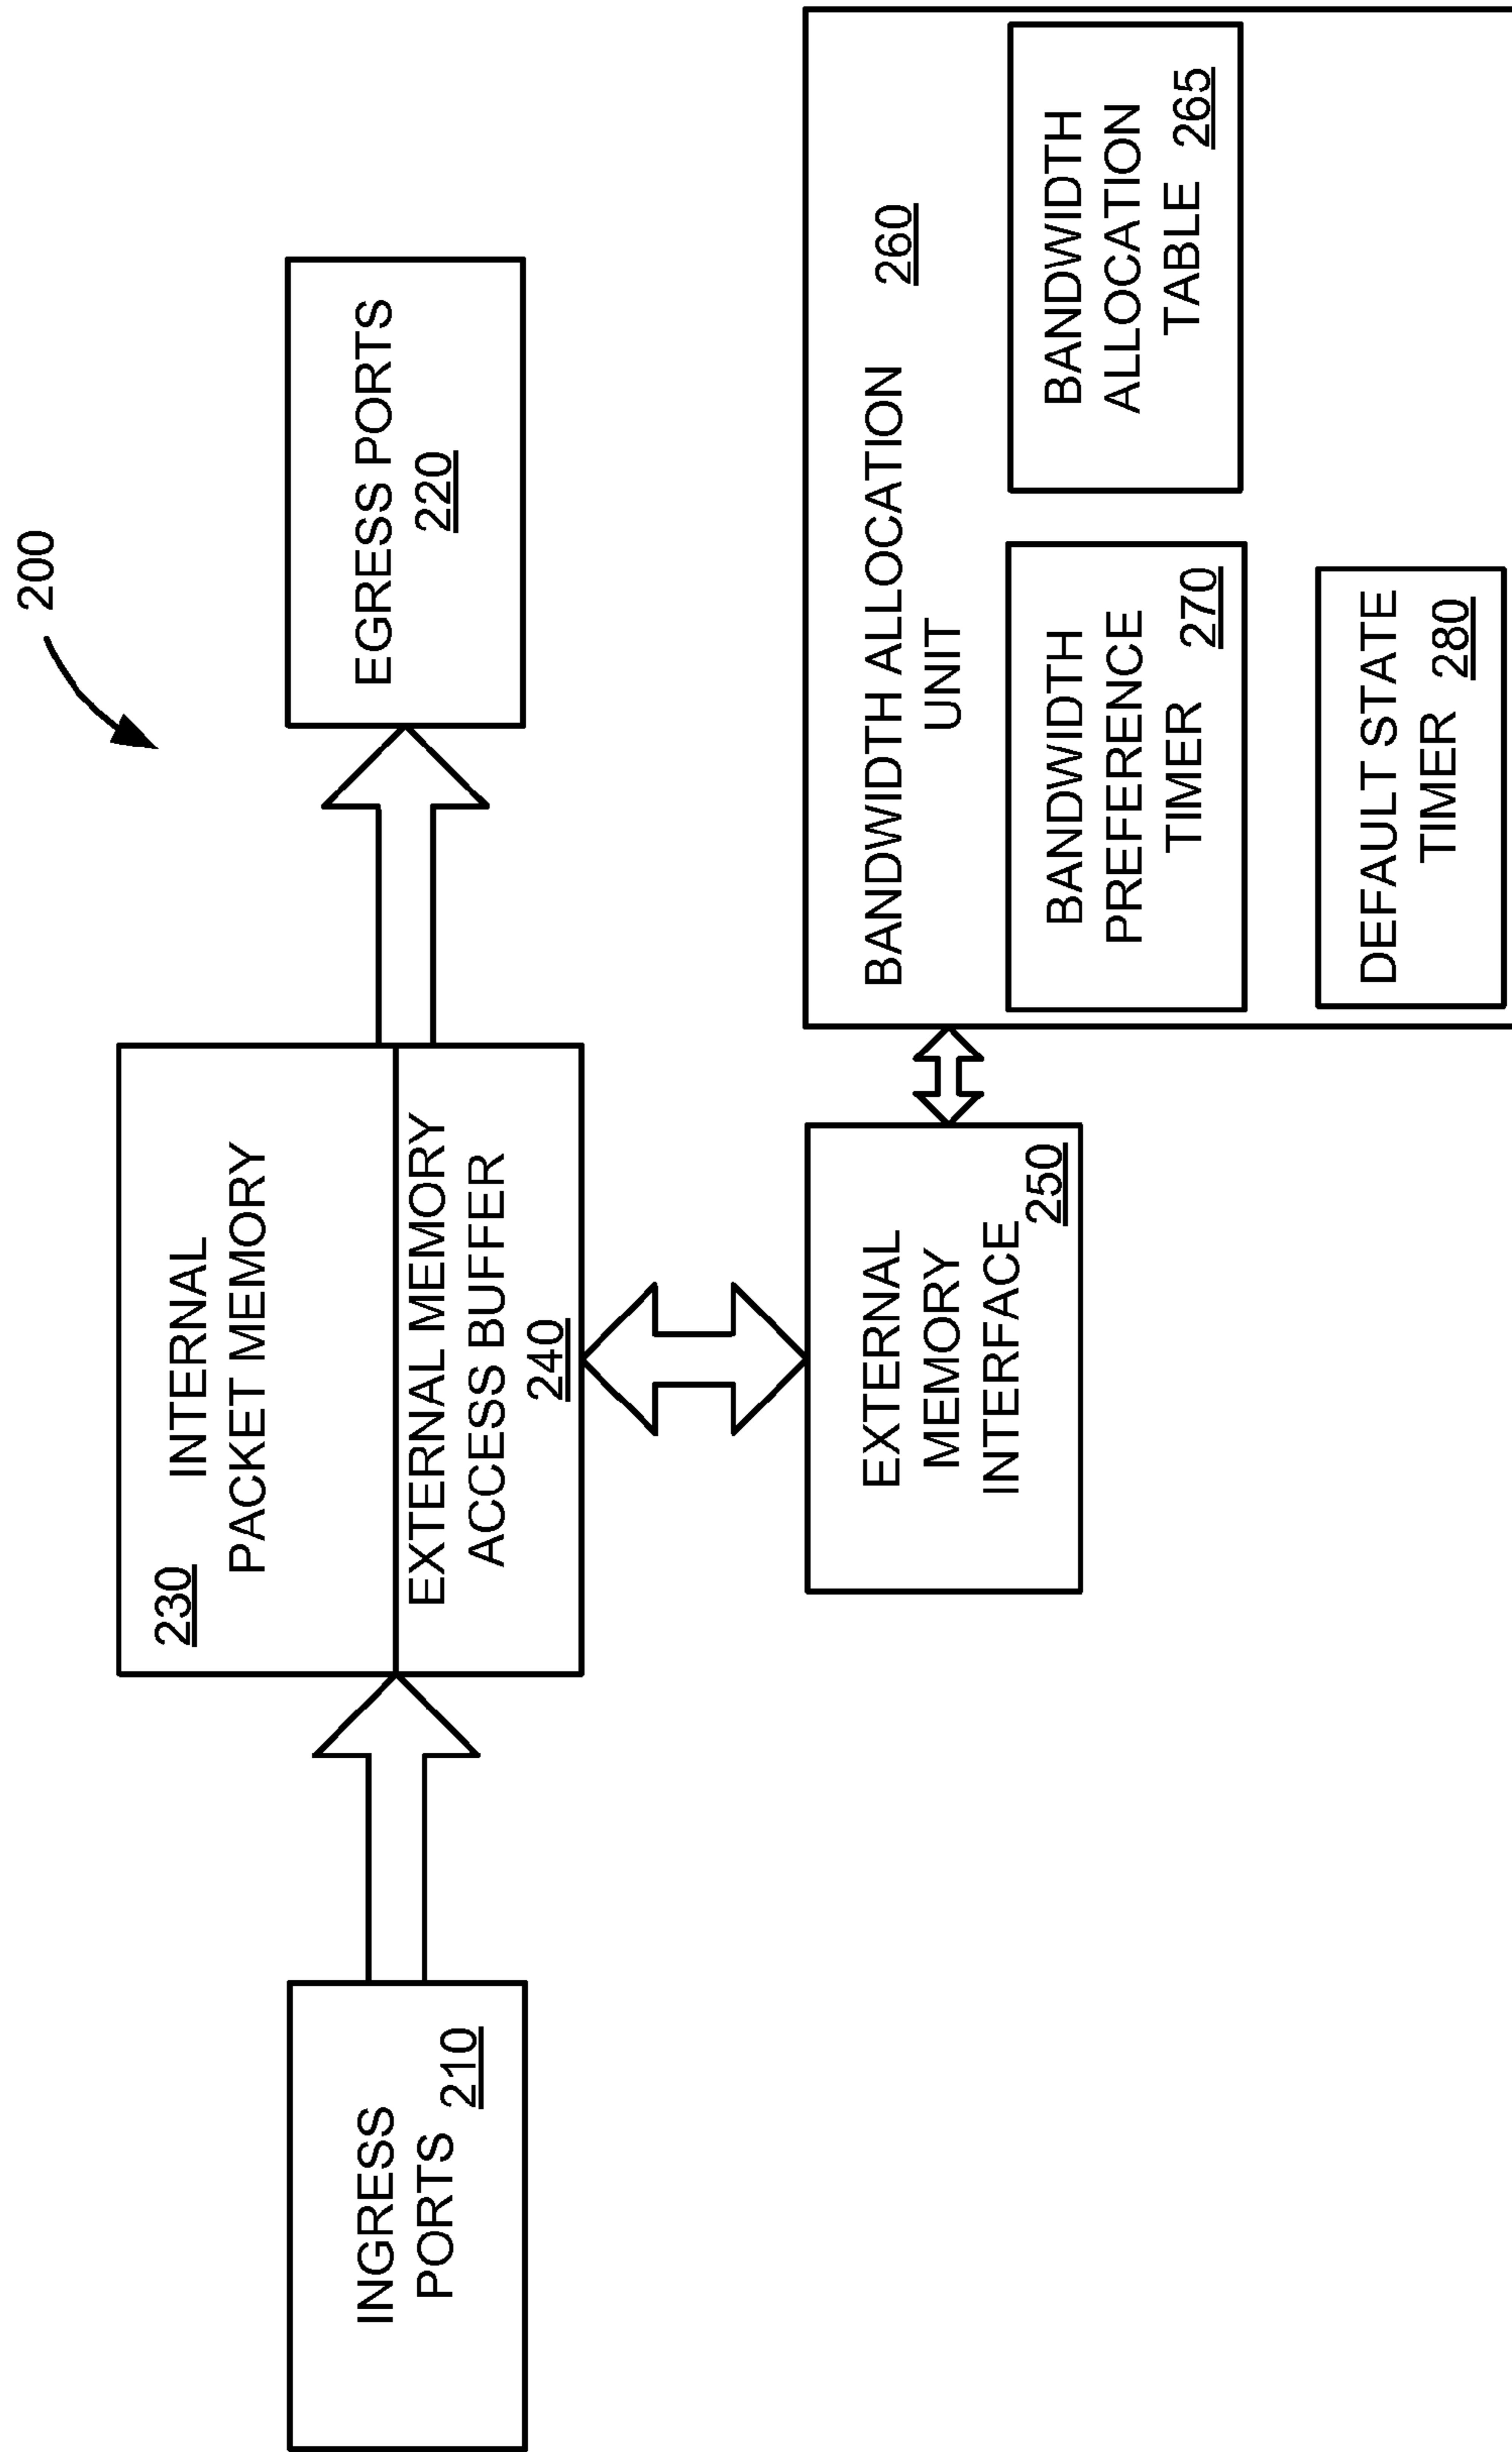 200
INGRESS
PORTS 210
230
INTERNAL
PACKET MEMORY
EXTERNAL MEMORY
ACCESS BUFFER
240
EGRESS PORTS
220
EXTERNAL
MEMORY
INTERFACE
250
BANDWIDTH ALLOCATION
UNIT
260
BANDWIDTH
PREFERENCE
TIMER 270
BANDWIDTH
ALLOCATION
TABLE 265
DEFAULT STATE
TIMER 280